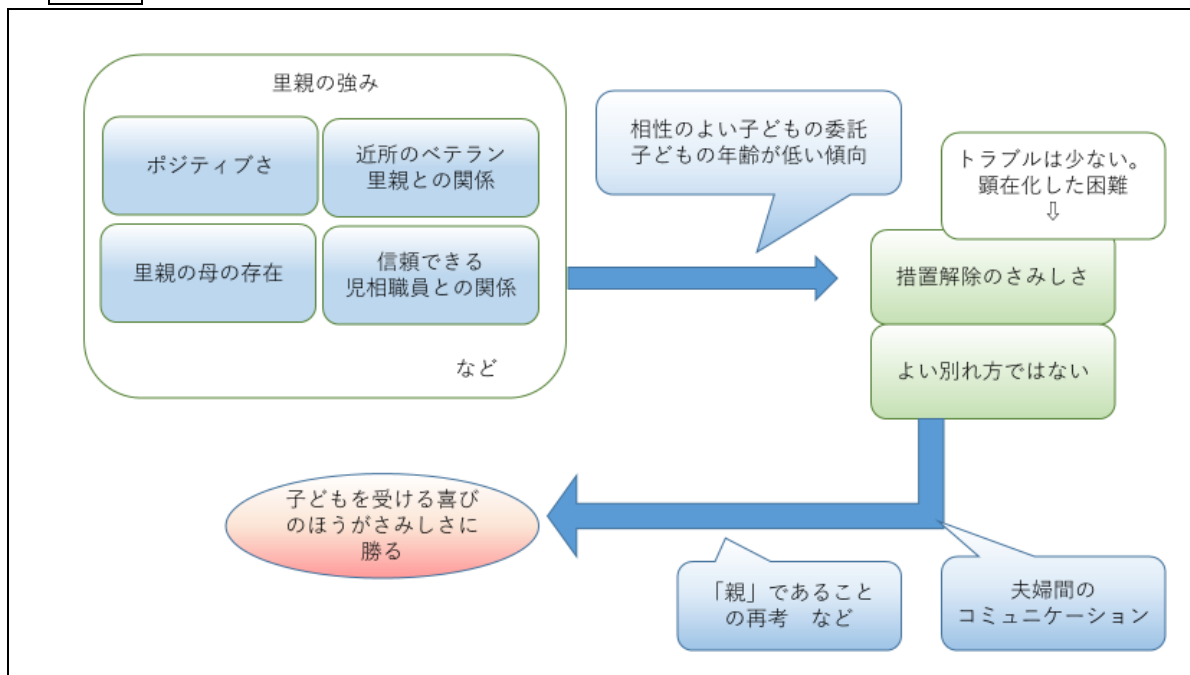 里親の強み
ポジティブさ
近所のベテラン
里親との関係
里親の母の存在
信頼できる
児相職員との関係
など
相性のよい子どもの委託
子どもの年齢が低い傾向
トラブルは少ない。
顕在化した困難
⇩
措置解除のさみしさ
よい別れ方ではない
子どもを受ける喜び
のほうがさみしさに
勝る
「親」であること
の再考　など
夫婦間の
コミュニケーション